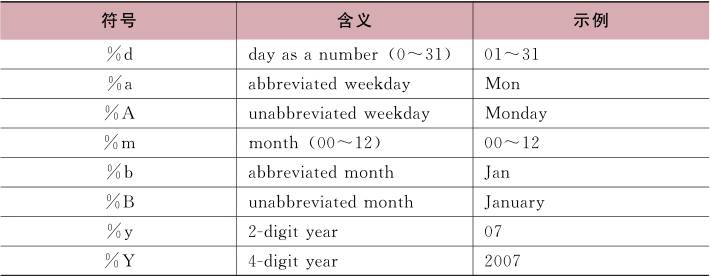 符号 含义 示例
%d day as a number（0～31） 01～31
%a abbreviated weekday Mon
%A unabbreviated weekday Monday
%m month（00～12） 00～12
%b abbreviated month Jan
%B unabbreviated month January
%y 2-digit year 07
%Y 4-digit year 2007